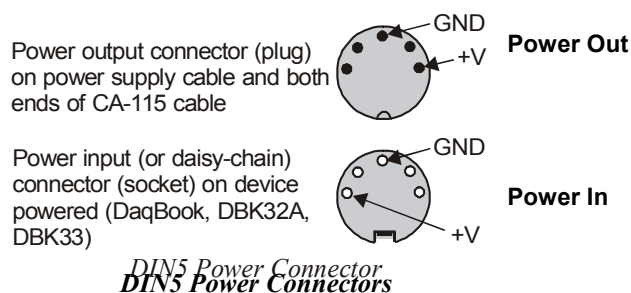 Power output connector (plug)
on power supply cable and both
ends of CA-115 cable
GND
+V
Power Out
Power input (or daisy-chain)
connector (socket) on device
powered (DaqBook, DBK32A,
DBK33)
GND
+V
Power In
DIN5 Power Connector
DIN5 Power Connectors